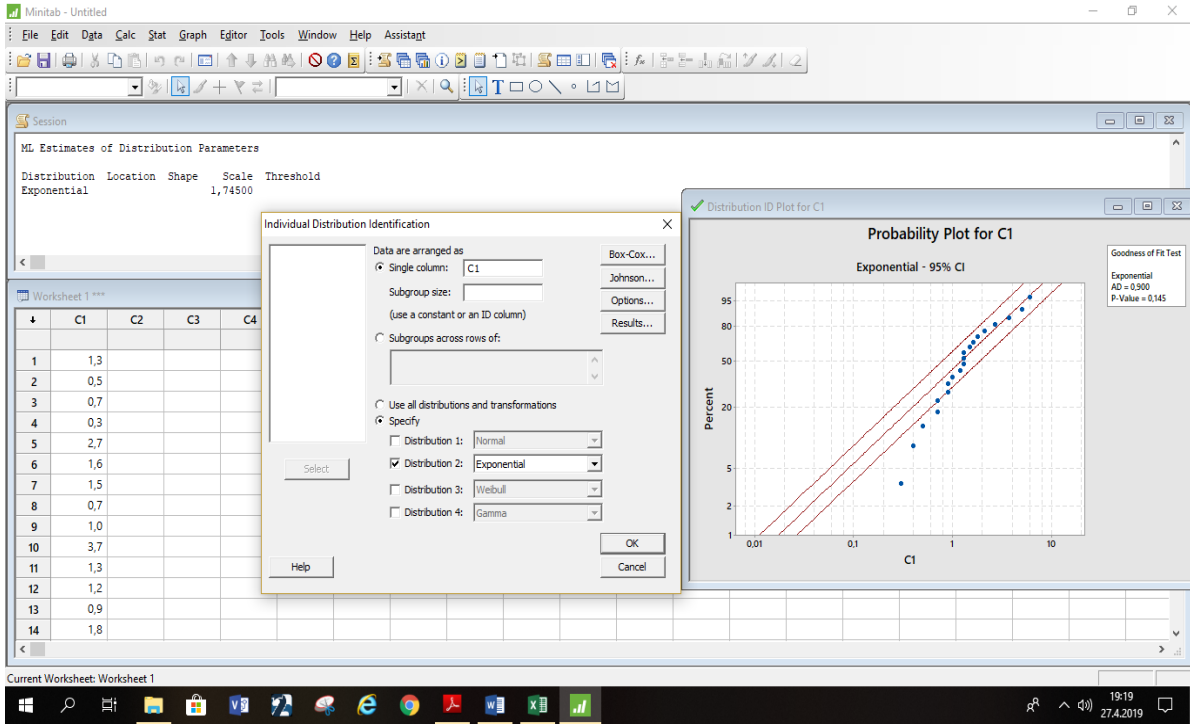 Minitab - Untitled
File Edit Data Calc Stat Graph Editor Tools Window Help Assistant
Session
ML Estimates of Distribution Parameters
Distribution Location Shape Scale Threshold
Exponential 1,74500
Worksheet 1 ***
C1 C2 C3 C4
1 1,3
2 0,5
3 0,7
4 0,3
5 2,7
6 1,6
7 1,5
8 0,7
9 1,0
10 3,7
11 1,3
12 1,2
13 0,9
14 1,8
Individual Distribution Identification
Data are arranged as
Single column: C1
Subgroup size:
(use a constant or an ID column)
Subgroups across rows of:
Use all distributions and transformations
Specify
Distribution 1: Normal
Distribution 2: Exponential
Distribution 3: Weibull
Distribution 4: Gamma
Box-Cox...
Johnson...
Options...
Results...
Select
OK
Help
Cancel
Distribution ID Plot for C1
Probability Plot for C1
Exponential - 95% CI
Goodness of Fit Test
Exponential
AD = 0,900
P-Value = 0,145
Percent
95
80
50
20
5
2
1
0,01 0,1 1 10
C1
Current Worksheet: Worksheet 1
19:19
27.4.2019